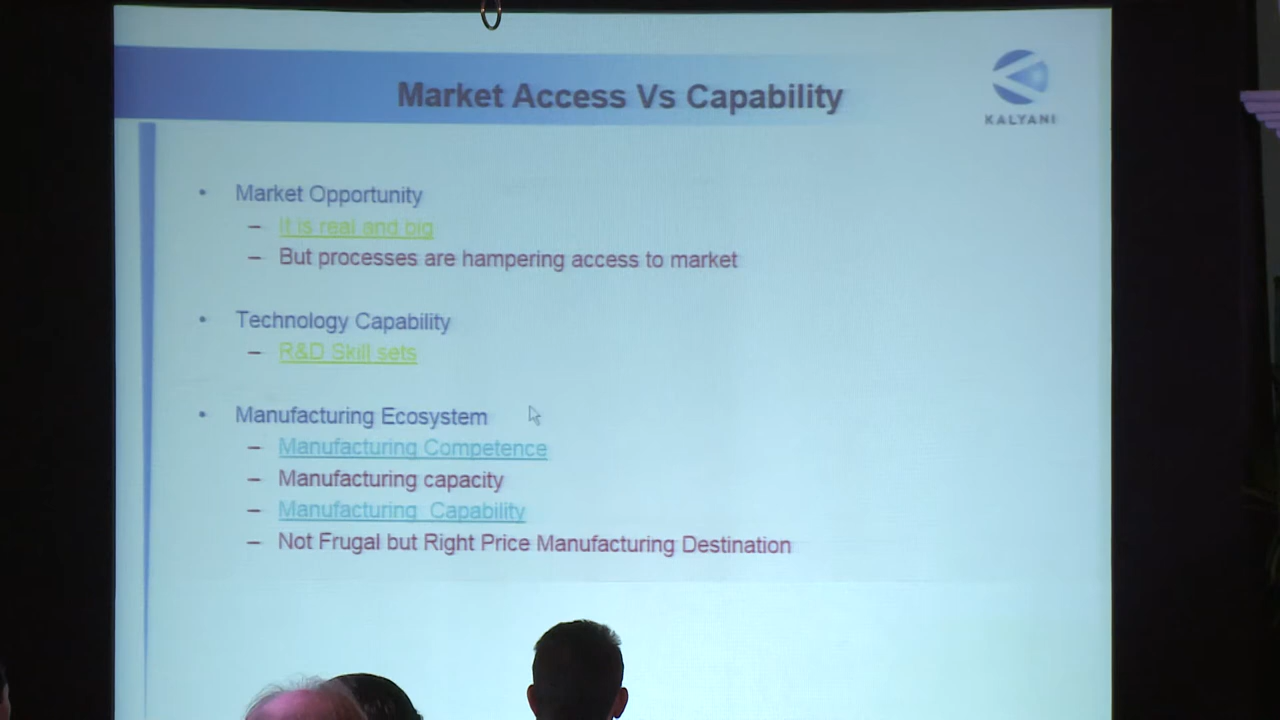 Market Access Vs Capability
KALYANI
• Market Opportunity
– It is real and big
– But processes are hampering access to market
• Technology Capability
– R&D Skill sets
• Manufacturing Ecosystem
– Manufacturing Competence
– Manufacturing capacity
– Manufacturing Capability
– Not Frugal but Right Price Manufacturing Destination